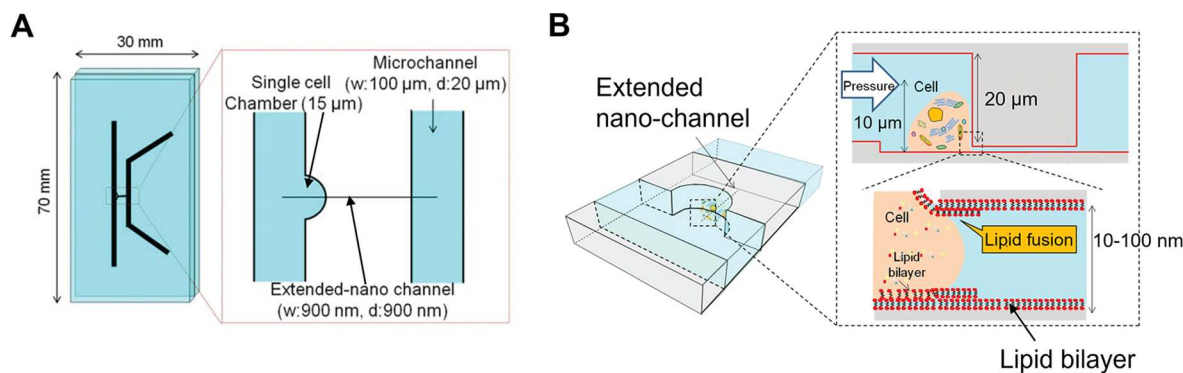 A
30 mm
70 mm
Single cell
Chamber (15 μm)
Microchannel
(w:100 μm, d:20 μm)
Extended-nano channel
(w:900 nm, d:900 nm)
B
Extended
nano-channel
Pressure
Cell
10 μm
20 μm
Cell
Lipid fusion
Lipid
bilayer
10-100 nm
Lipid bilayer